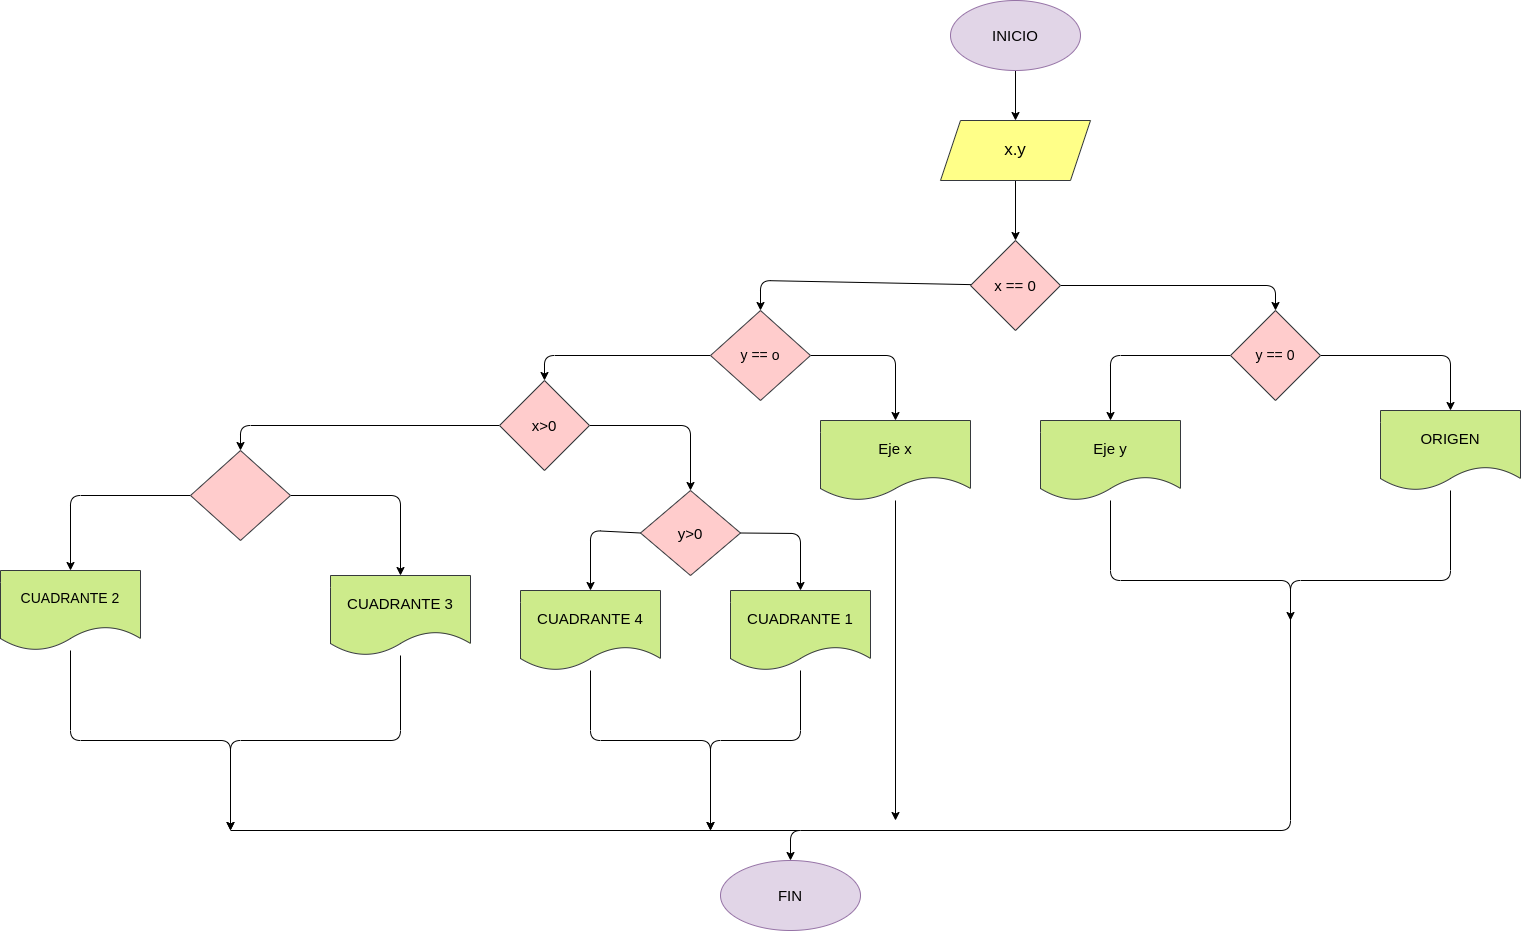 INICIO
x.y
x == 0
y == o
y == 0
x>0
Eje x
Eje y
ORIGEN
y>0
CUADRANTE 2
CUADRANTE 3
CUADRANTE 4
CUADRANTE 1
FIN